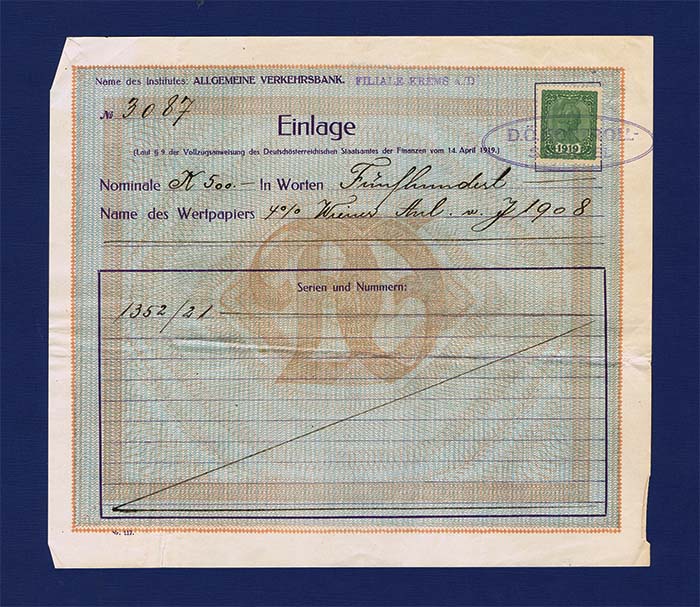 Name des Institutes: ALLGEMEINE VERKEHRSBANK. FILIALE KREMS A/D
№ 3087
1919
Einlage
(Laut § 9 der Vollzugsanweisung des Deutschösterreichischen Staatsamtes der Finanzen vom 14. April 1919.)
Nominale K 500.— In Worten Fünfhundert
Name des Wertpapiers 4% Wiener Anl. v. J. 1908
Serien und Nummern:
1352/21